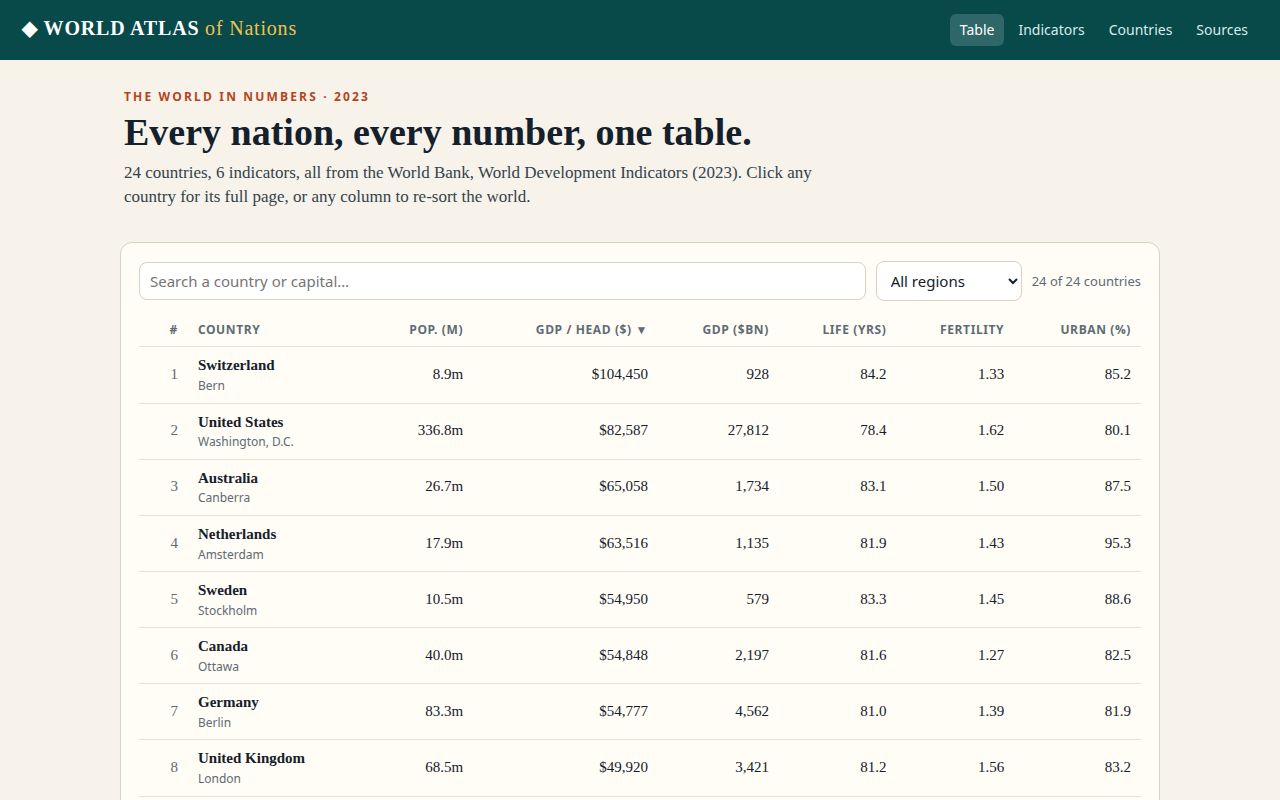 ◆ WORLD ATLAS of Nations
Table Indicators Countries Sources
THE WORLD IN NUMBERS · 2023
Every nation, every number, one table.
24 countries, 6 indicators, all from the World Bank, World Development Indicators (2023). Click any
country for its full page, or any column to re-sort the world.
Search a country or capital... All regions 24 of 24 countries
# COUNTRY POP. (M) GDP / HEAD ($) ▼ GDP ($BN) LIFE (YRS) FERTILITY URBAN (%)
1 Switzerland 8.9m $104,450 928 84.2 1.33 85.2
Bern
2 United States 336.8m $82,587 27,812 78.4 1.62 80.1
Washington, D.C.
3 Australia 26.7m $65,058 1,734 83.1 1.50 87.5
Canberra
4 Netherlands 17.9m $63,516 1,135 81.9 1.43 95.3
Amsterdam
5 Sweden 10.5m $54,950 579 83.3 1.45 88.6
Stockholm
6 Canada 40.0m $54,848 2,197 81.6 1.27 82.5
Ottawa
7 Germany 83.3m $54,777 4,562 81.0 1.39 81.9
Berlin
8 United Kingdom 68.5m $49,920 3,421 81.2 1.56 83.2
London